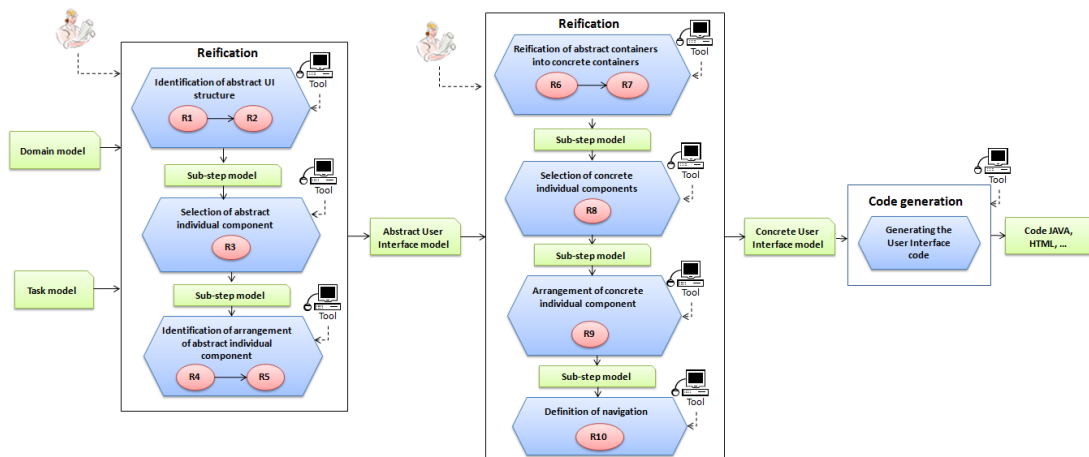 Reification
Tool
Identification of abstract UI
structure
R1
R2
Domain model
Sub-step model
Tool
Selection of abstract
individual component
R3
Task model
Sub-step model
Tool
Identification of arrangement
of abstract individual
component
R4
R5
Abstract User
Interface model
Reification
Tool
Reification of abstract containers
into concrete containers
R6
R7
Sub-step model
Tool
Selection of concrete
individual components
R8
Sub-step model
Tool
Arrangement of concrete
individual component
R9
Sub-step model
Tool
Definition of navigation
R10
Concrete User
Interface model
Tool
Code generation
Generating the
User Interface
code
Code JAVA,
HTML, ...